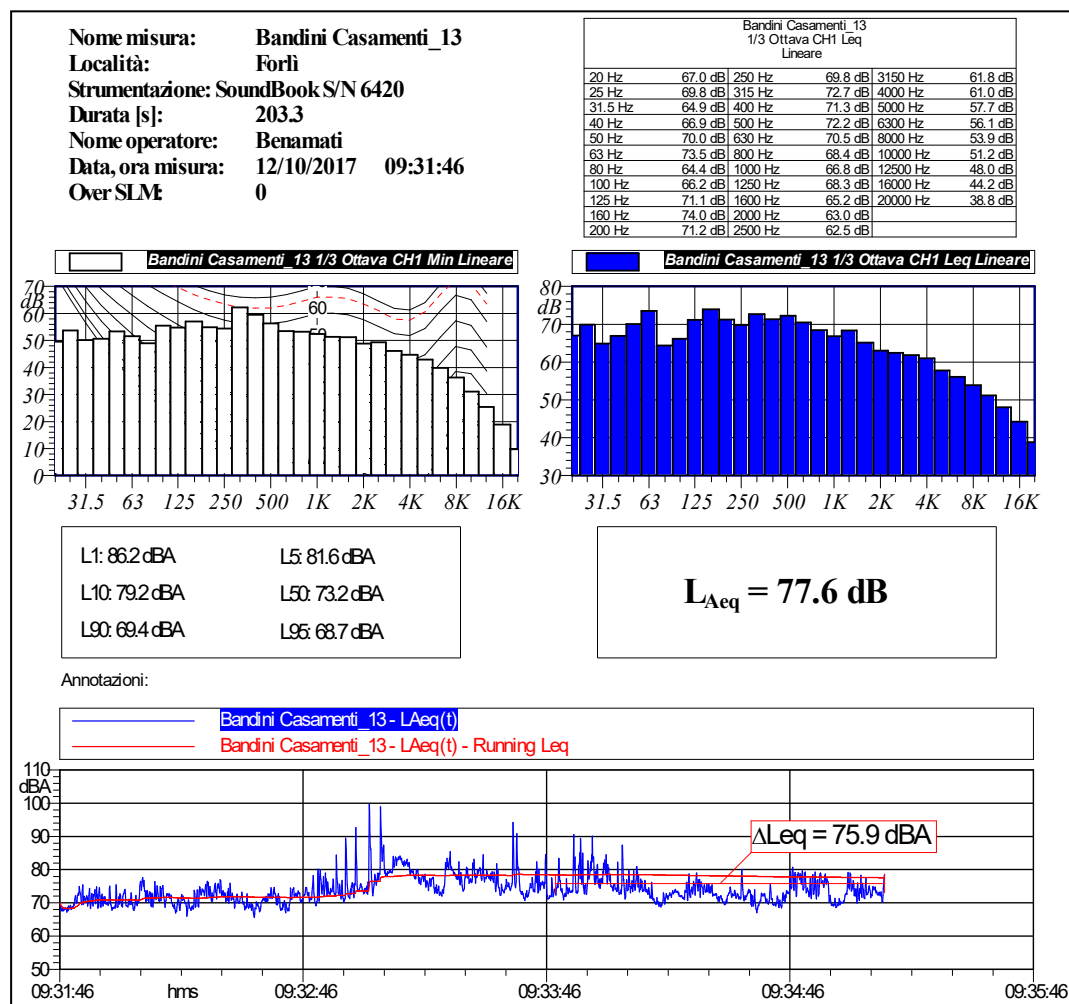 Nome misura: Bandini Casamenti_13
Località: Forlì
Strumentazione: SoundBook S/N 6420
Durata [s]: 203.3
Nome operatore: Benamati
Data, ora misura: 12/10/2017 09:31:46
Over SLM: 0
Bandini Casamenti_13
1/3 Ottava CH1 Leq
Lineare
20 Hz 67.0 dB 250 Hz 69.8 dB 3150 Hz 61.8 dB
25 Hz 69.8 dB 315 Hz 72.7 dB 4000 Hz 61.0 dB
31.5 Hz 64.9 dB 400 Hz 71.3 dB 5000 Hz 57.7 dB
40 Hz 66.9 dB 500 Hz 72.2 dB 6300 Hz 56.1 dB
50 Hz 70.0 dB 630 Hz 70.5 dB 8000 Hz 53.9 dB
63 Hz 73.5 dB 800 Hz 68.4 dB 10000 Hz 51.2 dB
80 Hz 64.4 dB 1000 Hz 66.8 dB 12500 Hz 48.0 dB
100 Hz 66.2 dB 1250 Hz 68.3 dB 16000 Hz 44.2 dB
125 Hz 71.1 dB 1600 Hz 65.2 dB 20000 Hz 38.8 dB
160 Hz 74.0 dB 2000 Hz 63.0 dB
200 Hz 71.2 dB 2500 Hz 62.5 dB
Bandini Casamenti_13 1/3 Ottava CH1 Min Lineare
70
dB
60
50
40
30
20
10
0
60
31.5 63 125 250 500 1K 2K 4K 8K 16K
Bandini Casamenti_13 1/3 Ottava CH1 Leq Lineare
80
dB
70
60
50
40
30
31.5 63 125 250 500 1K 2K 4K 8K 16K
L1: 86.2 dBA L5: 81.6 dBA
L10: 79.2 dBA L50: 73.2 dBA
L90: 69.4 dBA L95: 68.7 dBA
LAeq = 77.6 dB
Annotazioni:
Bandini Casamenti_13 - LAeq(t)
Bandini Casamenti_13 - LAeq(t) - Running Leq
110
dBA
100
90
80
70
60
50
ΔLeq = 75.9 dBA
09:31:46 hms 09:32:46 09:33:46 09:34:46 09:35:46